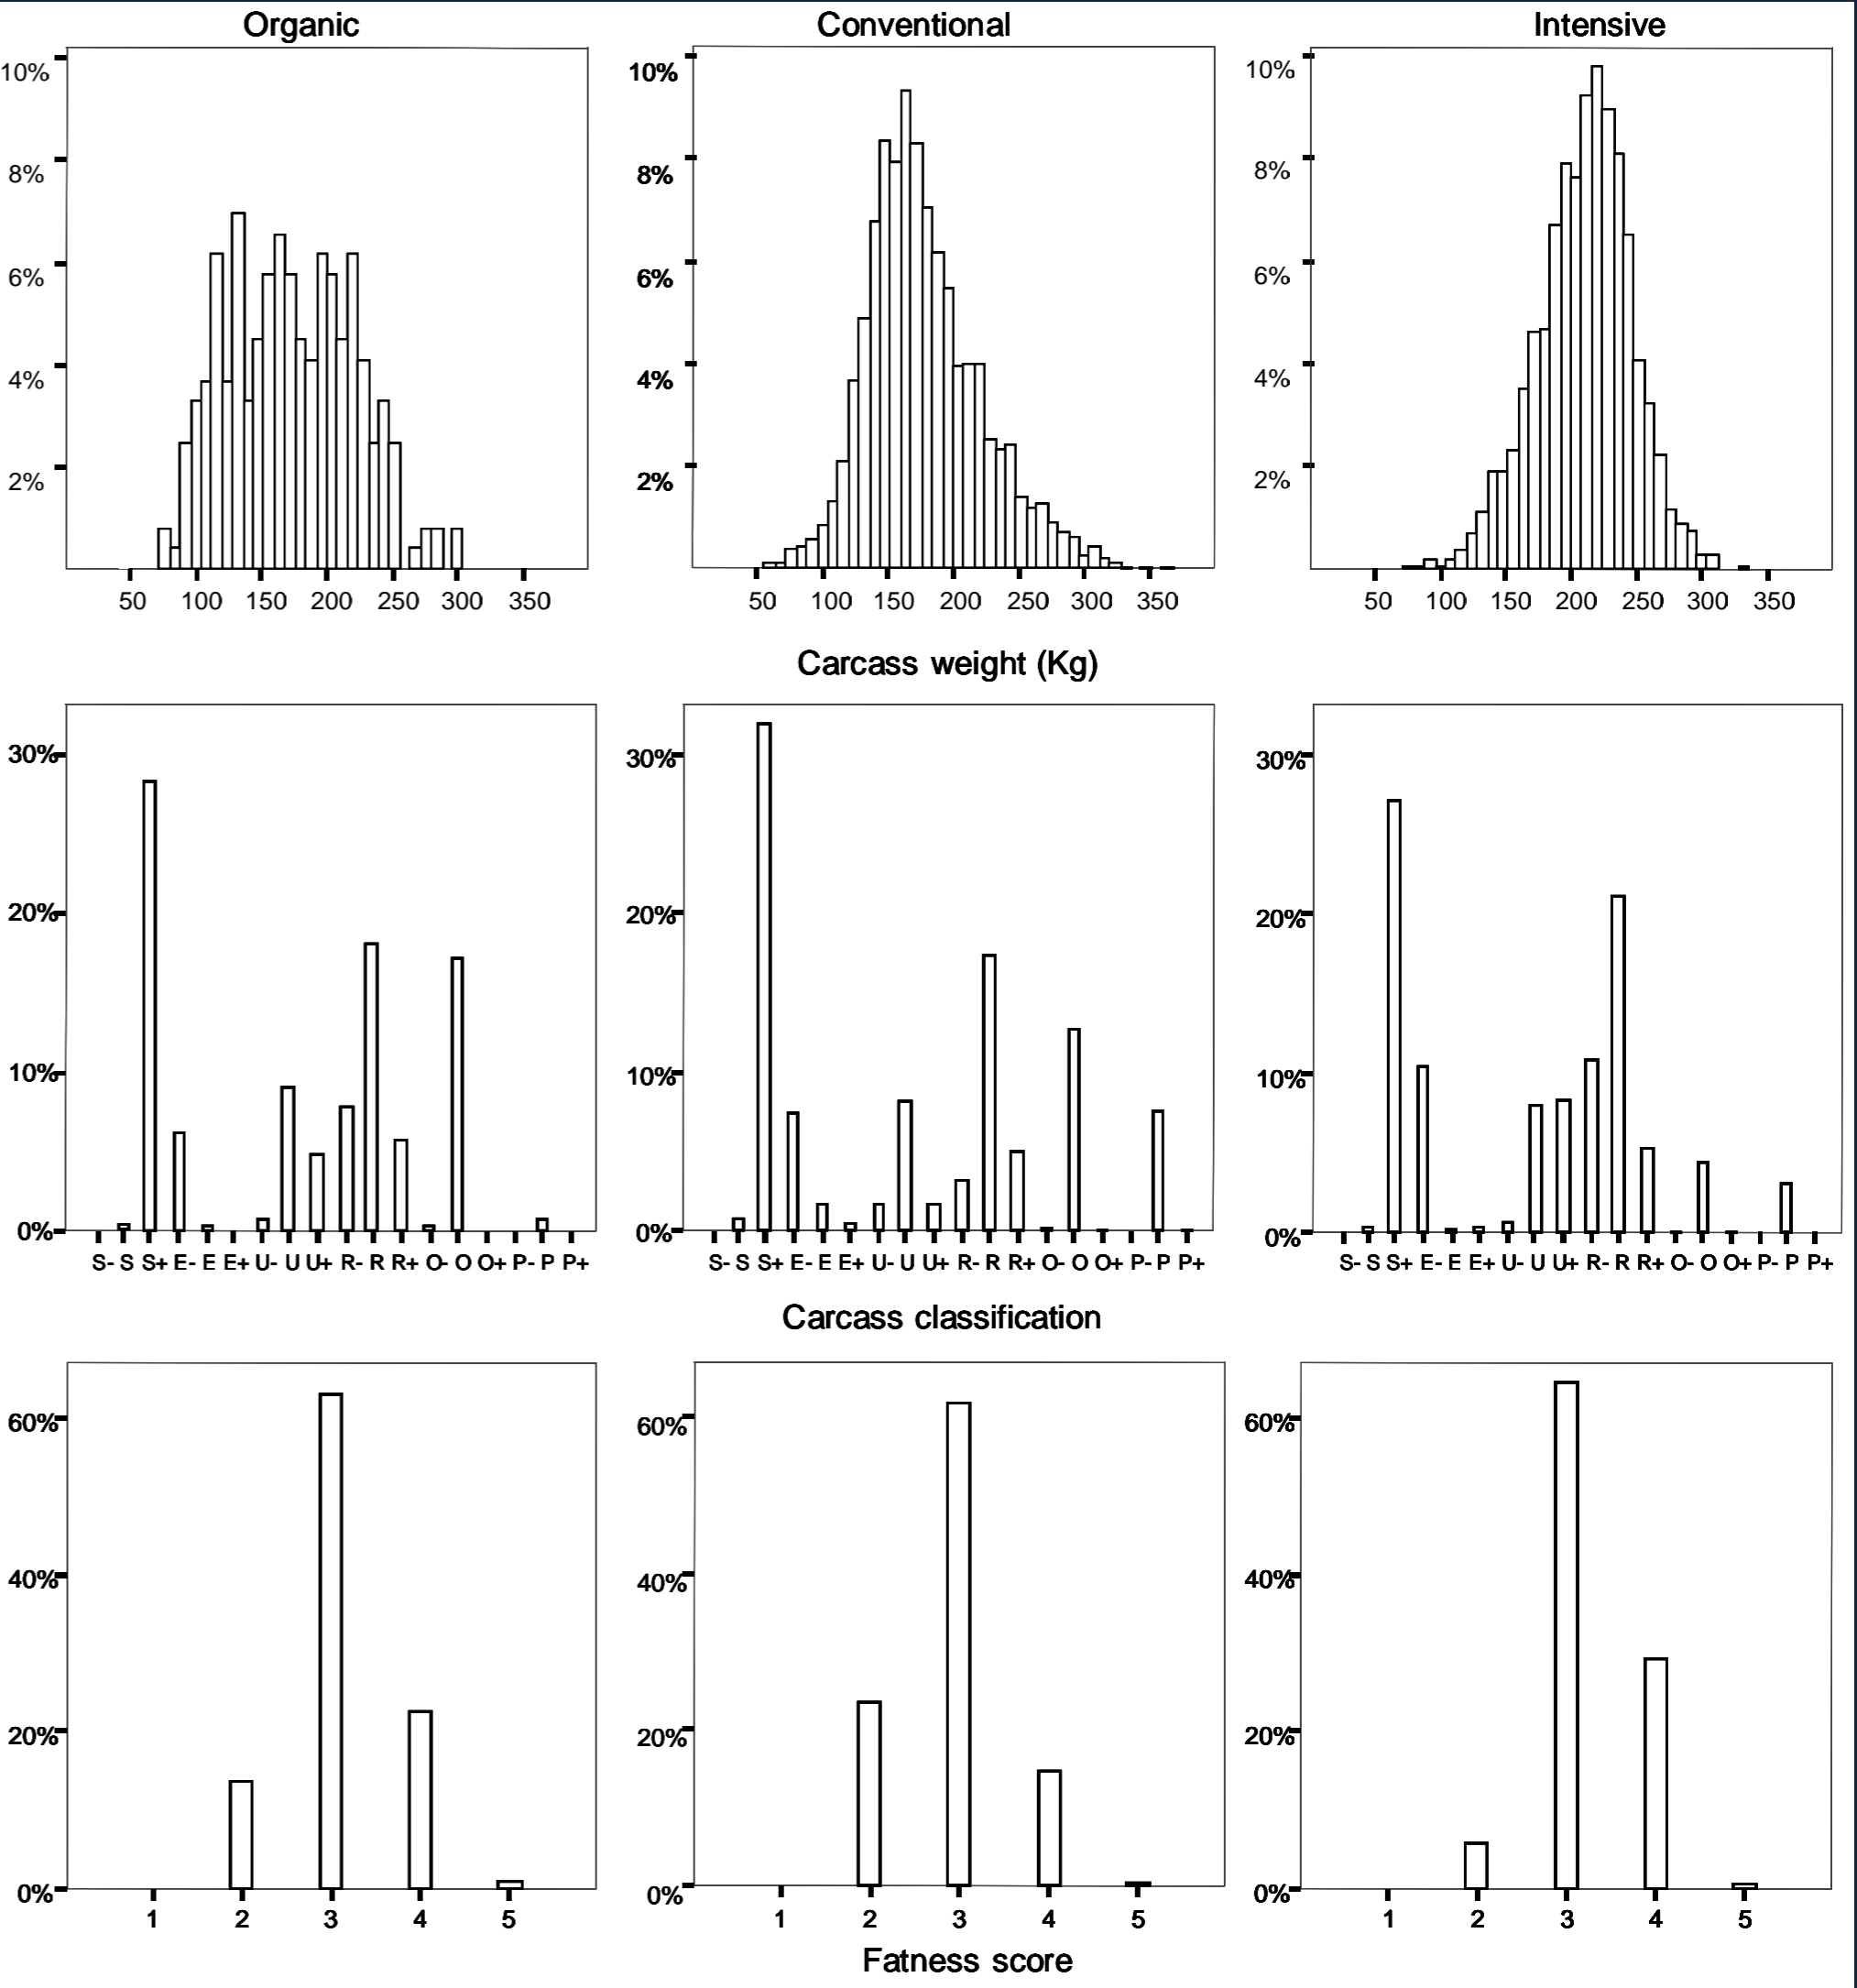 Organic Conventional Intensive
10% 10% 10%
8% 8% 8%
6% 6% 6%
4% 4% 4%
2% 2% 2%
50 100 150 200 250 300 350 50 100 150 200 250 300 350 50 100 150 200 250 300 350
Carcass weight (Kg)
30% 30% 30%
20% 20% 20%
10% 10% 10%
0% 0% 0%
S- S S+ E- E E+ U- U U+ R- R R+ O- O O+ P- P P+ S- S S+ E- E E+ U- U U+ R- R R+ O- O O+ P- P P+ S- S S+ E- E E+ U- U U+ R- R R+ O- O O+ P- P P+
Carcass classification
60% 60% 60%
40% 40% 40%
20% 20% 20%
0% 0% 0%
1 2 3 4 5 1 2 3 4 5 1 2 3 4 5
Fatness score